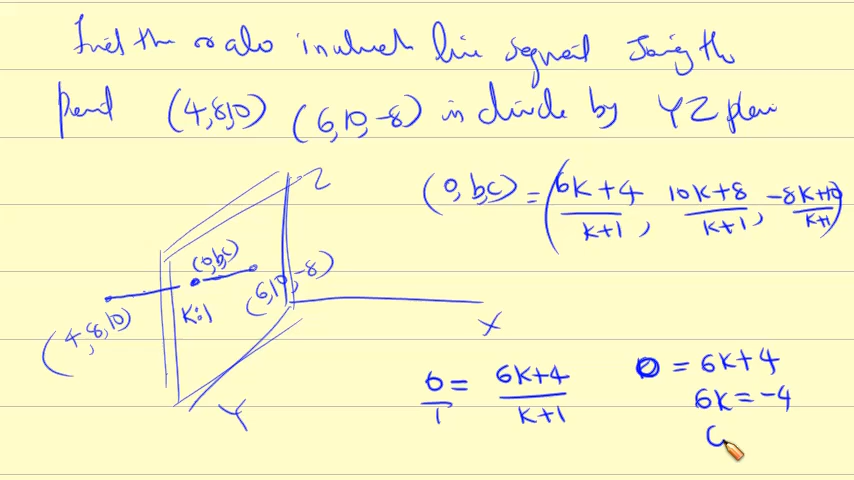 Find the ratio in which line segment joining the
point (4,8,10) (6,10,-8) is divide by YZ plane
(0,b,c) = (6K+4/K+1, 10K+8/K+1, -8K+10/K+1)
Z
(0,b,c)
(6,10,-8)
(4,8,10)
K:1
X
Y
0/1 = 6K+4/K+1
0 = 6K+4
6K = -4